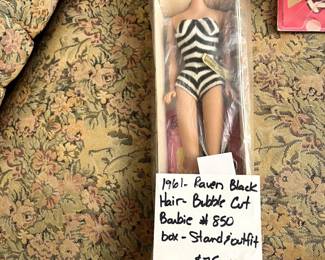 1961- Raven Black
Hair- Bubble Cut
Barbie # 850
box - Stand & outfit